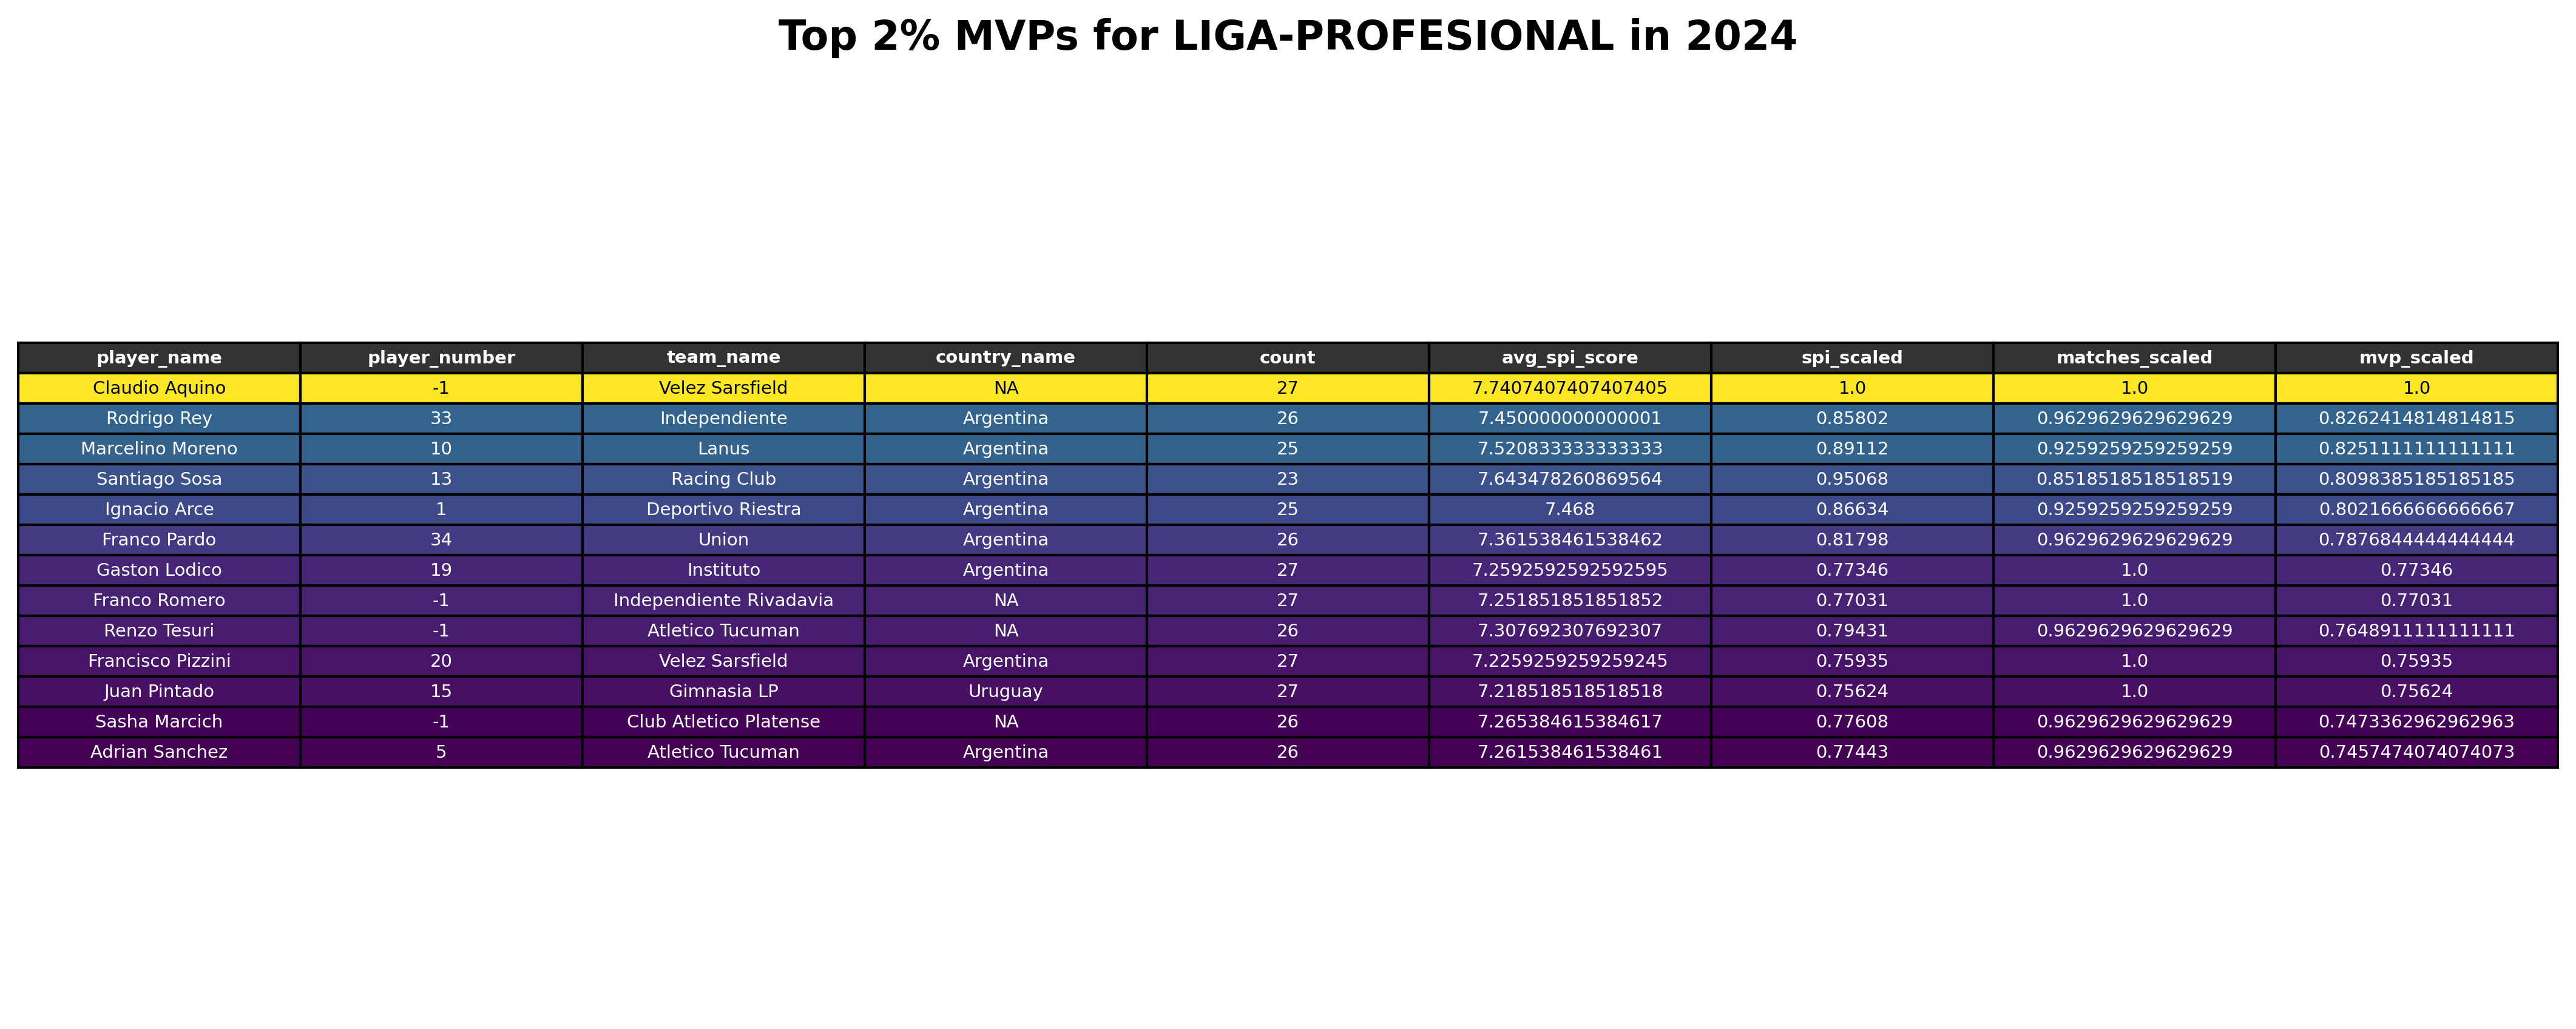 Top 2% MVPs for LIGA-PROFESIONAL in 2024
player_name player_number team_name country_name count avg_spi_score spi_scaled matches_scaled mvp_scaled
Claudio Aquino -1 Velez Sarsfield NA 27 7.7407407407407405 1.0 1.0 1.0
Rodrigo Rey 33 Independiente Argentina 26 7.450000000000001 0.85802 0.9629629629629629 0.8262414814814815
Marcelino Moreno 10 Lanus Argentina 25 7.520833333333333 0.89112 0.9259259259259259 0.8251111111111111
Santiago Sosa 13 Racing Club Argentina 23 7.643478260869564 0.95068 0.8518518518518519 0.8098385185185185
Ignacio Arce 1 Deportivo Riestra Argentina 25 7.468 0.86634 0.9259259259259259 0.8021666666666667
Franco Pardo 34 Union Argentina 26 7.361538461538462 0.81798 0.9629629629629629 0.7876844444444444
Gaston Lodico 19 Instituto Argentina 27 7.2592592592592595 0.77346 1.0 0.77346
Franco Romero -1 Independiente Rivadavia NA 27 7.251851851851852 0.77031 1.0 0.77031
Renzo Tesuri -1 Atletico Tucuman NA 26 7.307692307692307 0.79431 0.9629629629629629 0.7648911111111111
Francisco Pizzini 20 Velez Sarsfield Argentina 27 7.2259259259259245 0.75935 1.0 0.75935
Juan Pintado 15 Gimnasia LP Uruguay 27 7.218518518518518 0.75624 1.0 0.75624
Sasha Marcich -1 Club Atletico Platense NA 26 7.265384615384617 0.77608 0.9629629629629629 0.7473362962962963
Adrian Sanchez 5 Atletico Tucuman Argentina 26 7.261538461538461 0.77443 0.9629629629629629 0.7457474074074073